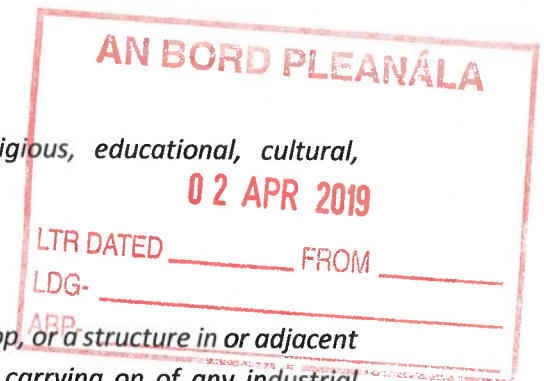 AN BORD PLEANÁLA
igious, educational, cultural,
02 APR 2019
LTR DATED FROM
LDG-
ABP-
op, or a structure in or adjacent
carrying on of any industrial